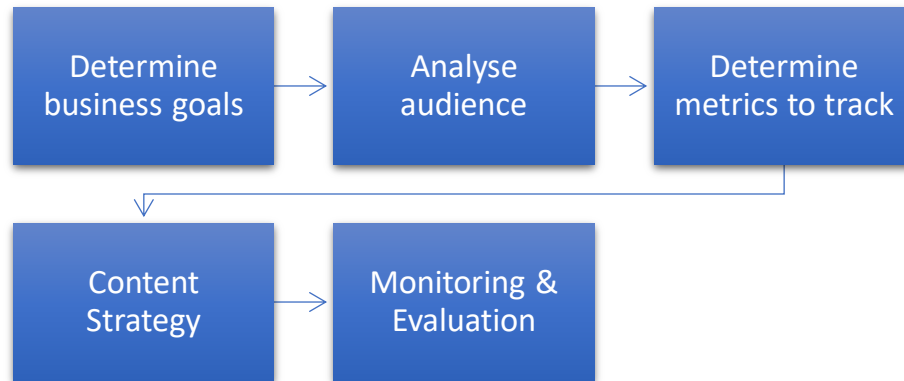 Determine
business goals
Analyse
audience
Determine
metrics to track
Content
Strategy
Monitoring &
Evaluation